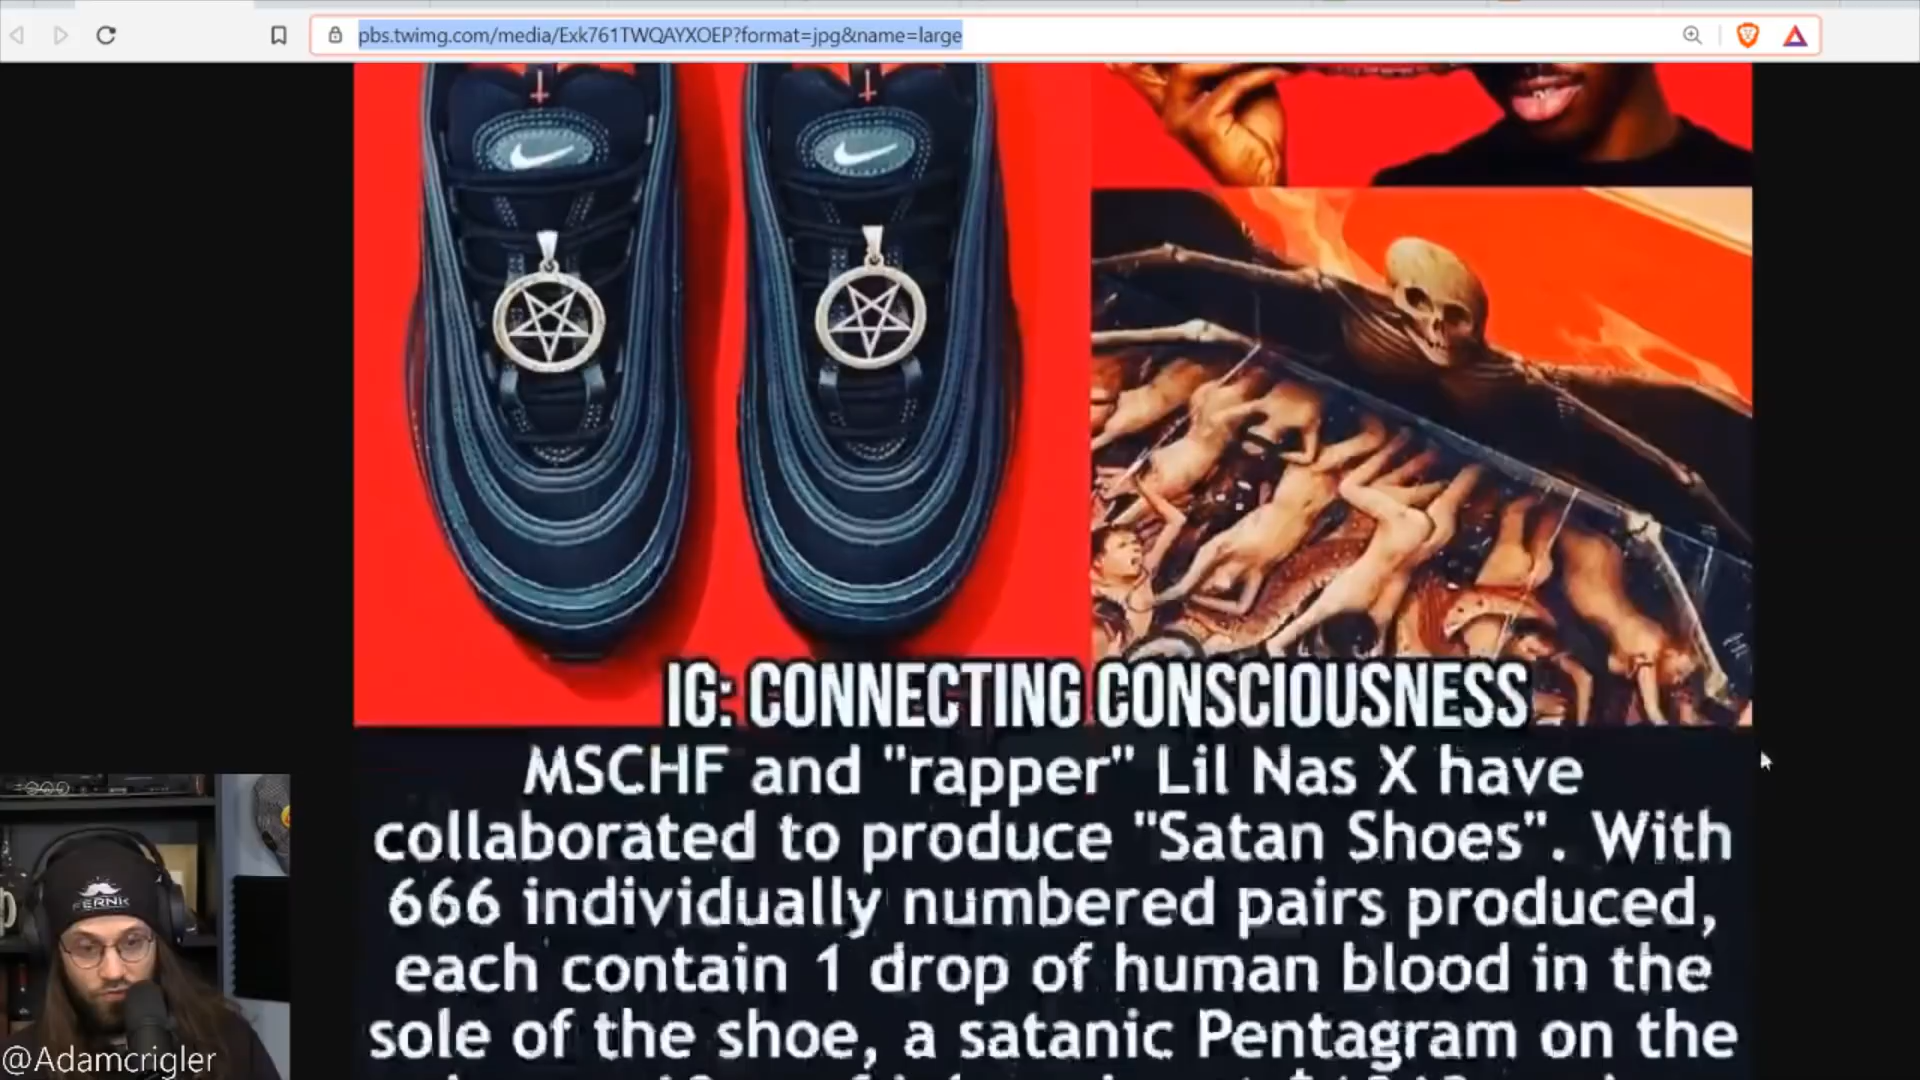 pbs.twimg.com/media/Exk761TWQAYXOEP?format=jpg&name=large
IG: CONNECTING CONSCIOUSNESS
MSCHF and "rapper" Lil Nas X have
collaborated to produce "Satan Shoes". With
666 individually numbered pairs produced,
each contain 1 drop of human blood in the
sole of the shoe, a satanic Pentagram on the
FERNK
@Adamcrigler